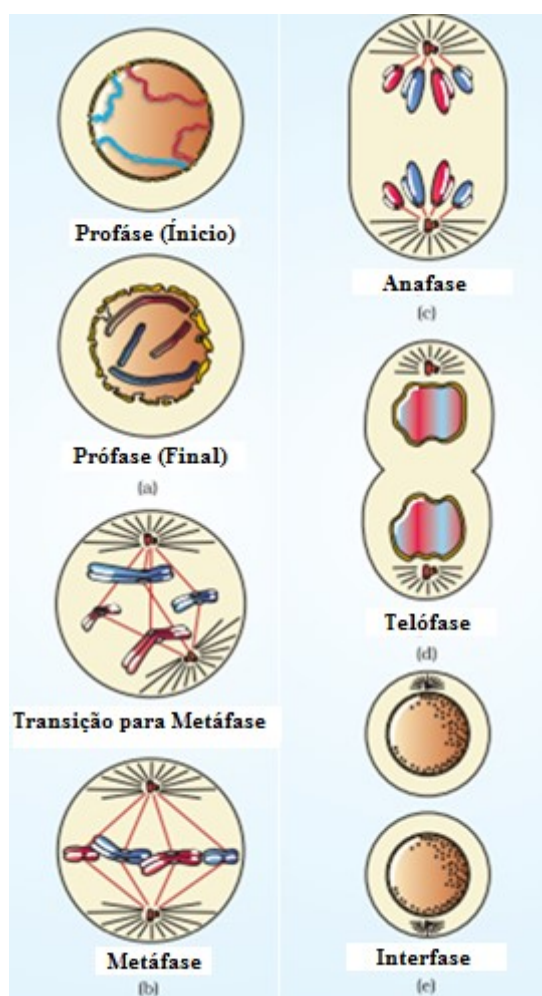 Profáse (Ínicio)
Prófase (Final)
(a)
Transição para Metáfase
Metáfase
(b)
Anafase
(c)
Telófase
(d)
Interfase
(e)